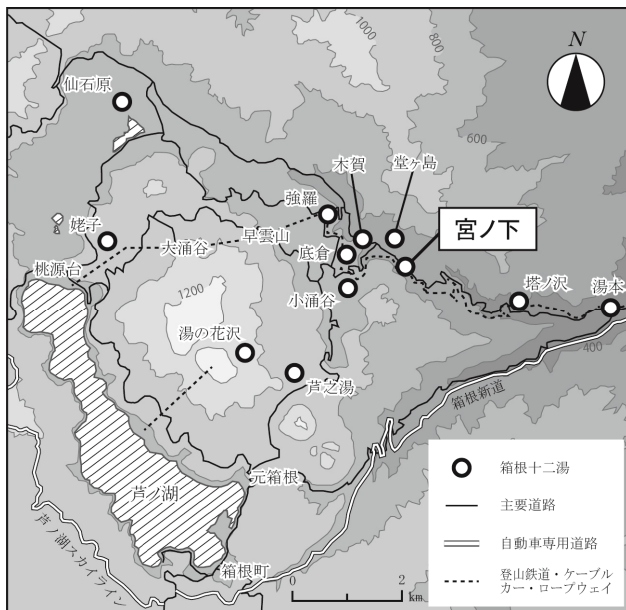 N
1000
800
600
仙石原
木賀
堂ヶ島
強羅
宮ノ下
姥子
大涌谷
早雲山
底倉
桃源台
小涌谷
塔ノ沢
湯本
1200
湯の花沢
芦之湯
400
箱根新道
芦ノ湖
元箱根
芦ノ湖スカイライン
箱根町
0
2
km
箱根十二湯
主要道路
自動車専用道路
登山鉄道・ケーブル
カー・ロープウェイ